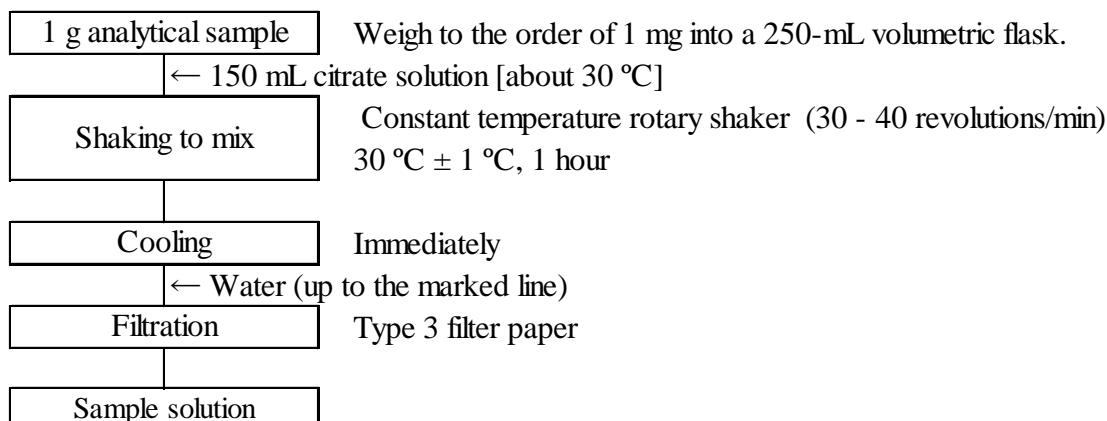 1 g analytical sample Weigh to the order of 1 mg into a 250-mL volumetric flask.
← 150 mL citrate solution [about 30 ºC]
Shaking to mix
Constant temperature rotary shaker (30 - 40 revolutions/min)
30 ºC ± 1 ºC, 1 hour
Cooling Immediately
← Water (up to the marked line)
Filtration Type 3 filter paper
Sample solution